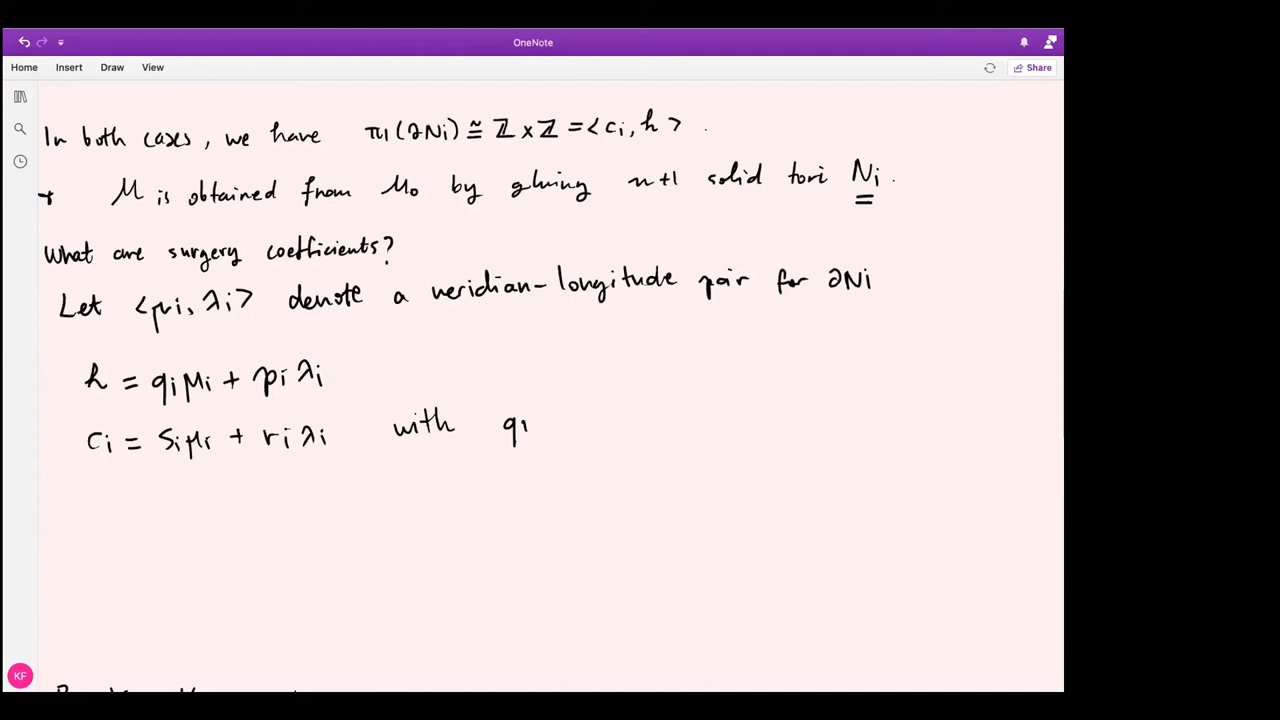 OneNote
Home Insert Draw View Share
In both cases, we have π₁(∂Nᵢ) ≅ ℤ × ℤ = <cᵢ, h> .
M is obtained from M₀ by gluing n+1 solid tori Nᵢ .
What are surgery coefficients?
Let <μᵢ, λᵢ> denote a meridian-longitude pair for ∂Nᵢ
h = qᵢμᵢ + pᵢλᵢ
cᵢ = sᵢμᵢ + rᵢλᵢ with qı
KF